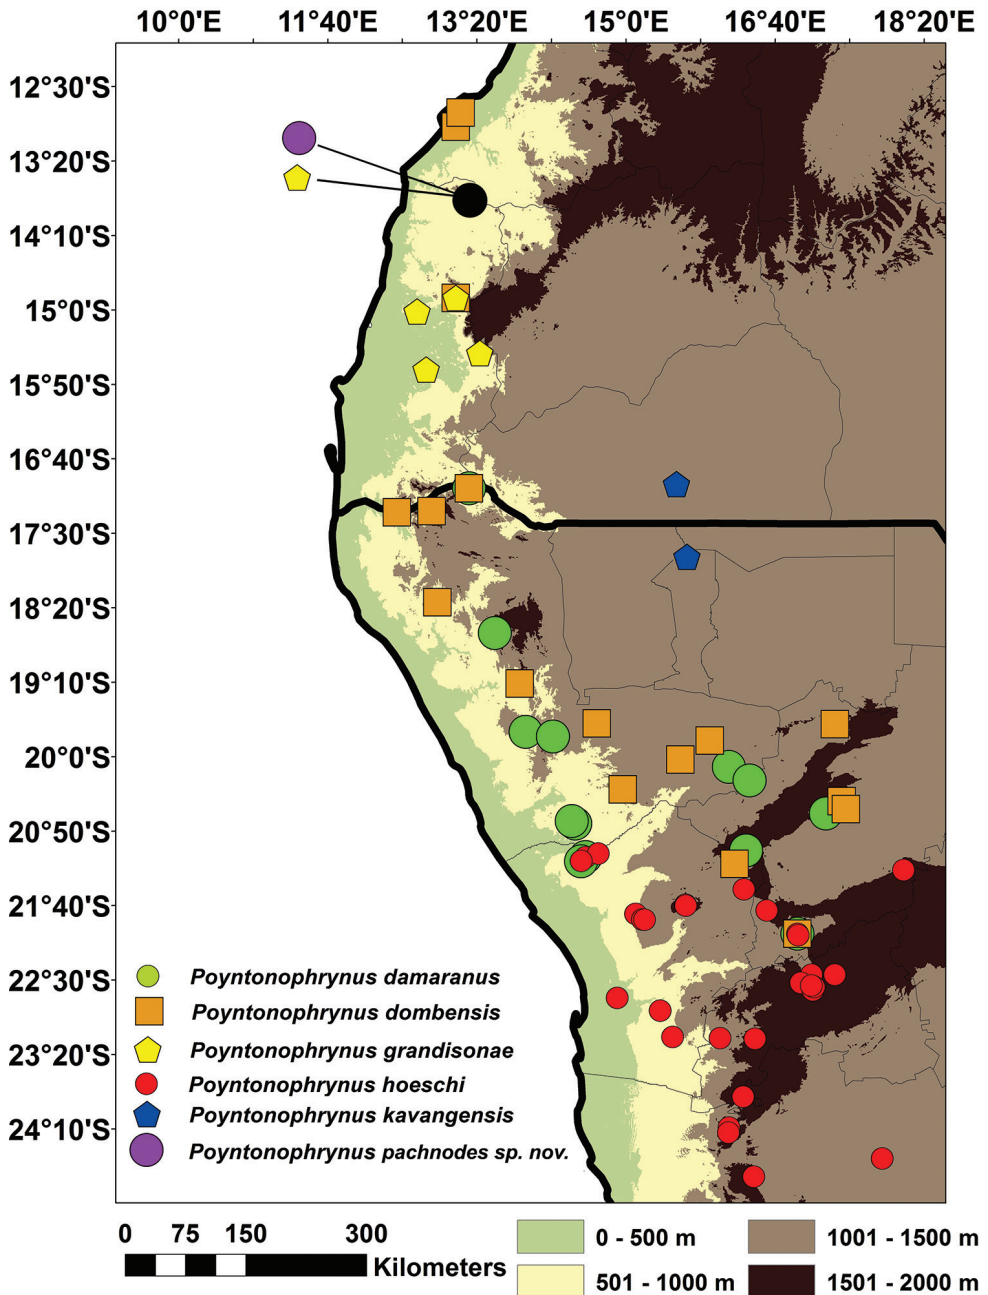 10°0'E 11°40'E 13°20'E 15°0'E 16°40'E 18°20'E
12°30'S
13°20'S
14°10'S
15°0'S
15°50'S
16°40'S
17°30'S
18°20'S
19°10'S
20°0'S
20°50'S
21°40'S
22°30'S
23°20'S
24°10'S
Poyntonophrynus damaranus
Poyntonophrynus dombensis
Poyntonophrynus grandisonae
Poyntonophrynus hoeschi
Poyntonophrynus kavangensis
Poyntonophrynus pachnodes sp. nov.
0 75 150 300
Kilometers
0 - 500 m
501 - 1000 m
1001 - 1500 m
1501 - 2000 m